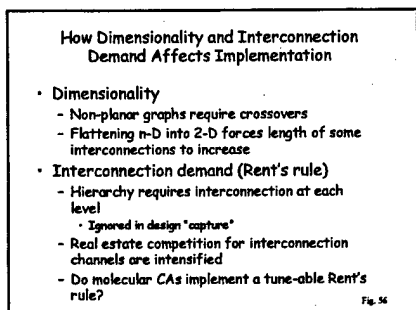 How Dimensionality and Interconnection
Demand Affects Implementation
• Dimensionality
- Non-planar graphs require crossovers
- Flattening n-D into 2-D forces length of some
interconnections to increase
• Interconnection demand (Rent's rule)
- Hierarchy requires interconnection at each
level
• Ignored in design "capture"
- Real estate competition for interconnection
channels are intensified
- Do molecular CAs implement a tune-able Rent's
rule?
Fig. 56